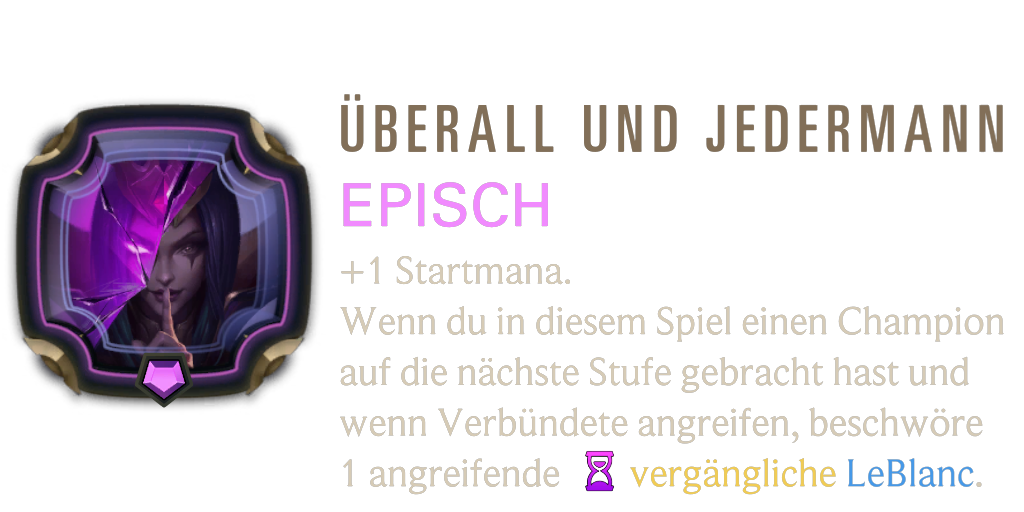 ÜBERALL UND JEDERMANN
EPISCH
+1 Startmana.
Wenn du in diesem Spiel einen Champion
auf die nächste Stufe gebracht hast und
wenn Verbündete angreifen, beschwöre
1 angreifende vergängliche LeBlanc.